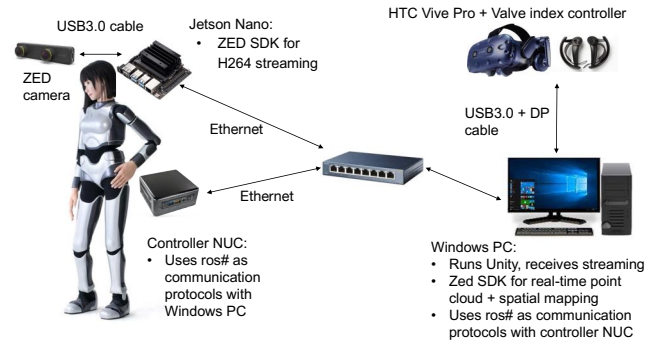 USB3.0 cable
Jetson Nano:
• ZED SDK for
H264 streaming
HTC Vive Pro + Valve index controller
ZED
camera
Ethernet
USB3.0 + DP
cable
Ethernet
Controller NUC:
• Uses ros# as
communication
protocols with
Windows PC
Windows PC:
• Runs Unity, receives streaming
• Zed SDK for real-time point
cloud + spatial mapping
• Uses ros# as communication
protocols with controller NUC